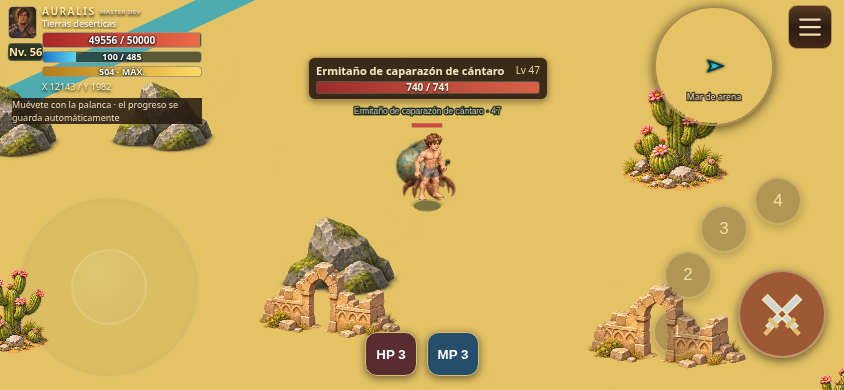 AURALIS MASTER DEV
Tierras desérticas
49556 / 50000
Nv. 56
100 / 485
504 · MAX.
X 12143 / Y 1982
Muévete con la palanca · el progreso se
guarda automáticamente
Ermitaño de caparazón de cántaro Lv 47
740 / 741
Ermitaño de caparazón de cántaro · 47
Mar de arena
4
3
2
HP 3
MP 3